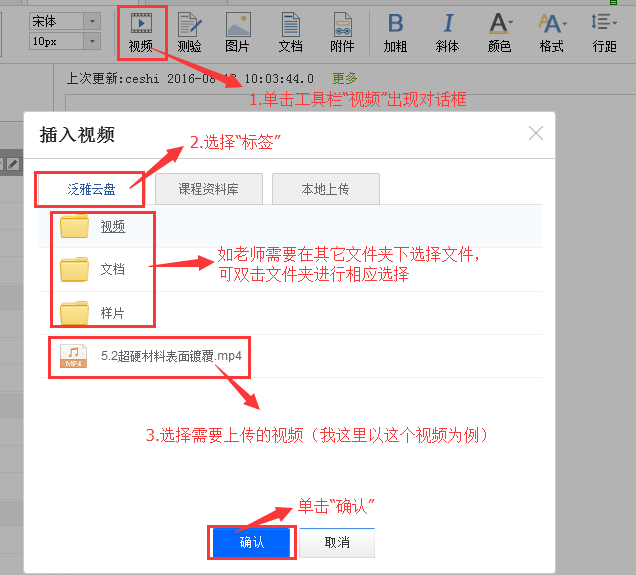 宋体
10px
视频 测验 图片 文档 附件 加粗 斜体 颜色 格式 行距
上次更新:ceshi 2016-08-18 10:03:44.0 更多
1.单击工具栏“视频”出现对话框
插入视频
2.选择“标签”
泛雅云盘 课程资料库 本地上传
视频
如老师需要在其它文件夹下选择文件，
文档
可双击文件夹进行相应选择
样片
MP4
5.2超硬材料表面镀覆.mp4
3.选择需要上传的视频（我这里以这个视频为例）
单击“确认”
确认 取消